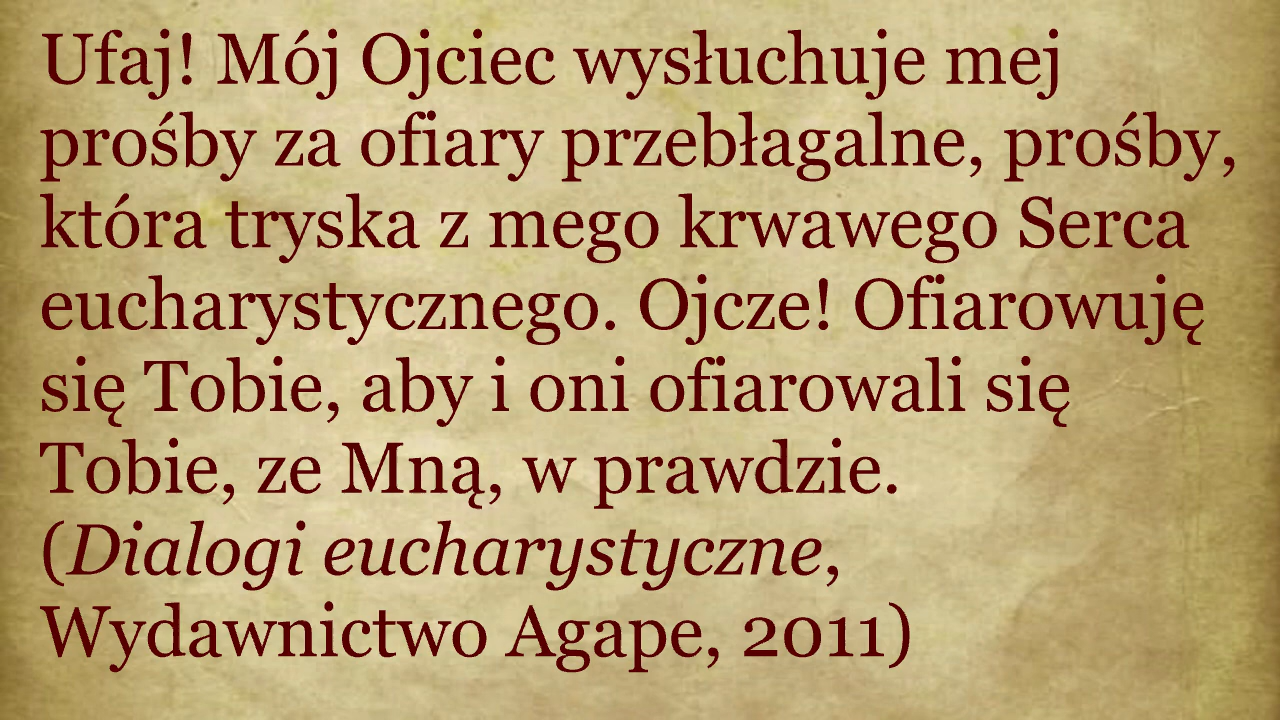 Ufaj! Mój Ojciec wysłuchuje mej
prośby za ofiary przebłagalne, prośby,
która tryska z mego krwawego Serca
eucharystycznego. Ojcze! Ofiarowuję
się Tobie, aby i oni ofiarowali się
Tobie, ze Mną, w prawdzie.
(Dialogi eucharystyczne,
Wydawnictwo Agape, 2011)